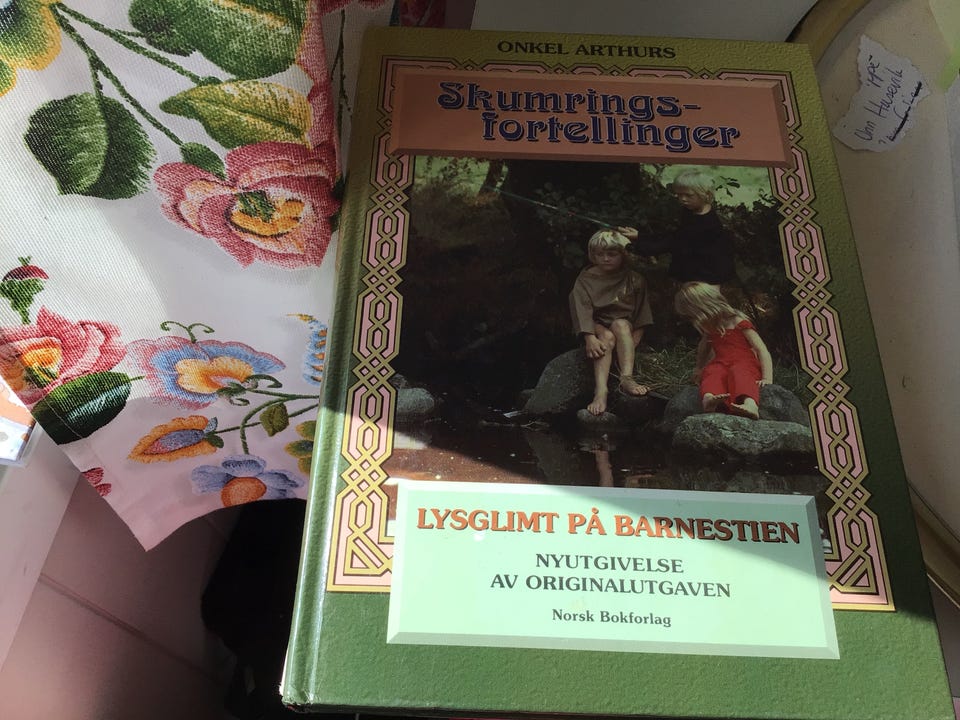 ONKEL ARTHURS
Skumrings-
fortellinger
LYSGLIMT PÅ BARNESTIEN
NYUTGIVELSE
AV ORIGINALUTGAVEN
Norsk Bokforlag